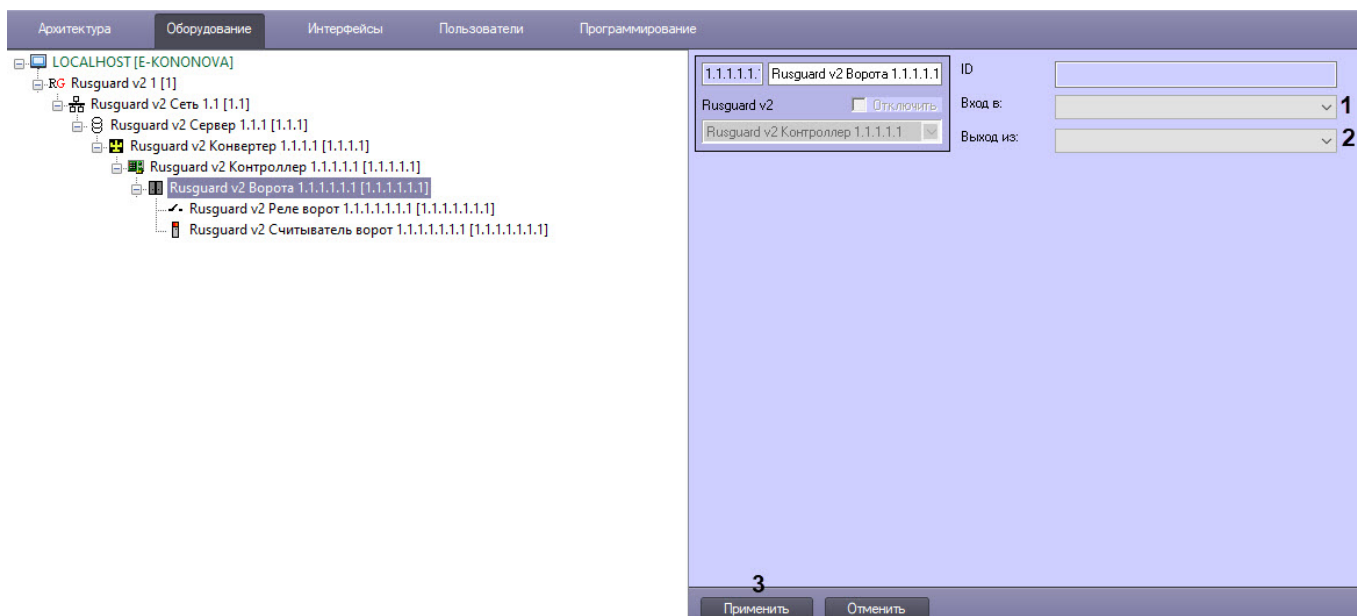 Архитектура Оборудование Интерфейсы Пользователи Программирование
LOCALHOST [E-KONONOVA]
RG Rusguard v2 1 [1]
Rusguard v2 Сеть 1.1 [1.1]
Rusguard v2 Сервер 1.1.1 [1.1.1]
Rusguard v2 Конвертер 1.1.1.1 [1.1.1.1]
Rusguard v2 Контроллер 1.1.1.1.1 [1.1.1.1.1]
Rusguard v2 Ворота 1.1.1.1.1.1 [1.1.1.1.1.1]
Rusguard v2 Реле ворот 1.1.1.1.1.1.1 [1.1.1.1.1.1.1]
Rusguard v2 Считыватель ворот 1.1.1.1.1.1.1 [1.1.1.1.1.1.1]
1.1.1.1.1. Rusguard v2 Ворота 1.1.1.1.1
Rusguard v2 Отключить
Rusguard v2 Контроллер 1.1.1.1.1
ID
Вход в: 1
Выход из: 2
3
Применить Отменить